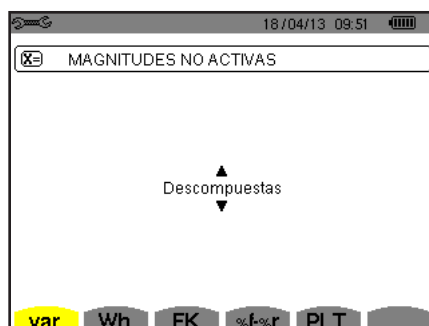 18/04/13 09:51
X= MAGNITUDES NO ACTIVAS
Descompuestas
var Wh FK %f-%r PLT